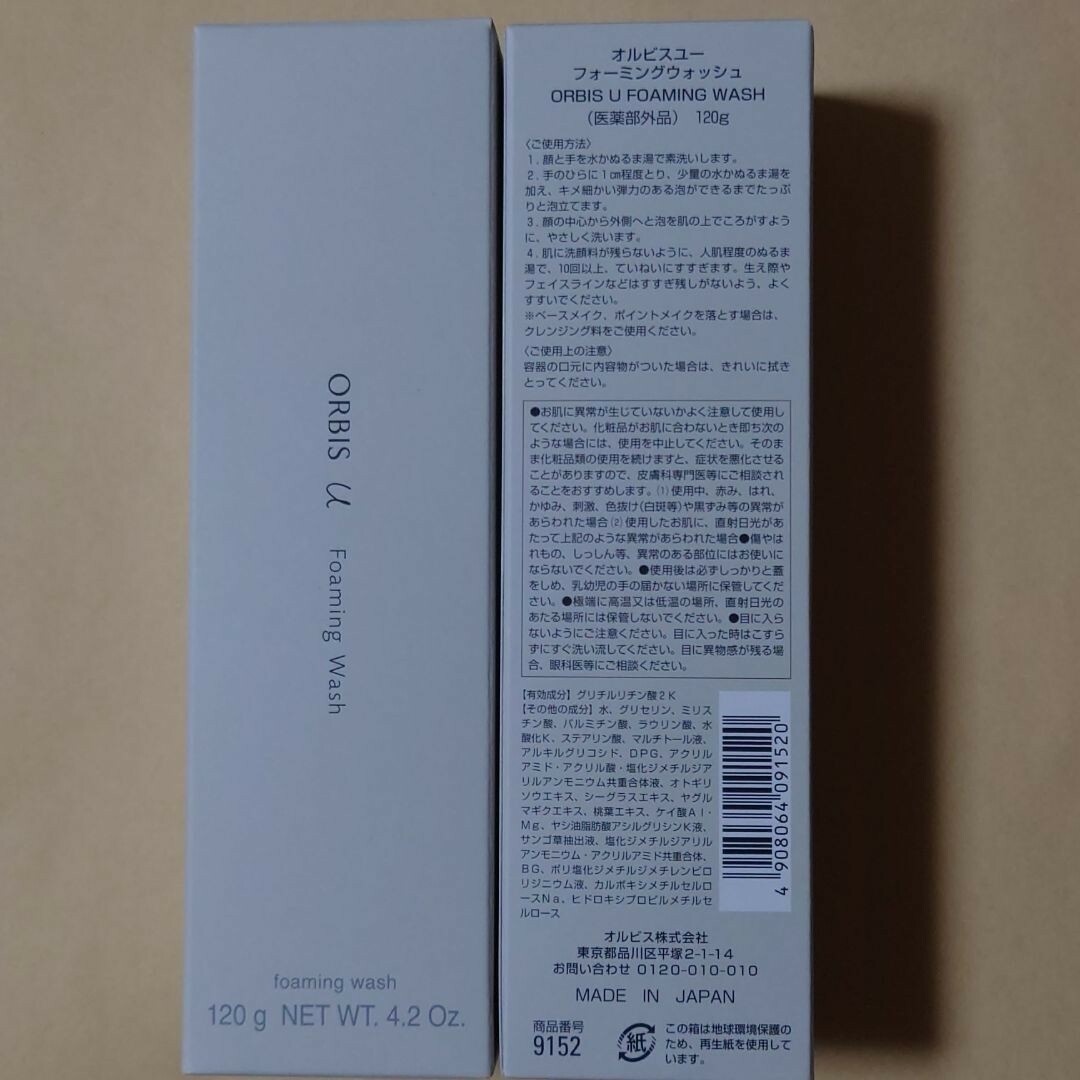 ORBIS u Foaming Wash
foaming wash
120 g NET WT. 4.2 Oz.
オルビスユー
フォーミングウォッシュ
ORBIS U FOAMING WASH
(医薬部外品) 120g
〈ご使用方法〉
1.顔と手を水かぬるま湯で素洗いします。
2.手のひらに1㎝程度とり、少量の水かぬるま湯を
加え、キメ細かい弾力のある泡ができるまでたっぷ
りと泡立てます。
3.顔の中心から外側へと泡を肌の上でころがすよう
に、やさしく洗います。
4.肌に洗顔料が残らないように、人肌程度のぬるま
湯で、10回以上、ていねいにすすぎます。生え際や
フェイスラインなどはすすぎ残しがないよう、よく
すすいでください。
※ベースメイク、ポイントメイクを落とす場合は、
クレンジング料をご使用ください。
〈ご使用上の注意〉
容器の口元に内容物がついた場合は、きれいに拭き
とってください。
●お肌に異常が生じていないかよく注意して使用し
てください。化粧品がお肌に合わないとき即ち次の
ような場合には、使用を中止してください。そのま
ま化粧品類の使用を続けますと、症状を悪化させる
ことがありますので、皮膚科専門医等にご相談され
ることをおすすめします。(1)使用中、赤み、はれ、
かゆみ、刺激、色抜け(白斑等)や黒ずみ等の異常が
あらわれた場合(2)使用したお肌に、直射日光があ
たって上記のような異常があらわれた場合●傷やは
れもの、しっしん等、異常のある部位にはお使いに
ならないでください。●使用後は必ずしっかりと蓋
をしめ、乳幼児の手の届かない場所に保管してくだ
さい。●極端に高温又は低温の場所、直射日光の
あたる場所には保管しないでください。●目に入ら
ないようにご注意ください。目に入った時はこすら
ずにすぐ洗い流してください。目に異物感が残る場
合、眼科医等にご相談ください。
【有効成分】グリチルリチン酸2K
【その他の成分】水、グリセリン、ミリス
チン酸、パルミチン酸、ラウリン酸、水
酸化K、ステアリン酸、マルチトール液、
アルキルグリコシド、DPG、アクリル
アミド・アクリル酸・塩化ジメチルジア
リルアンモニウム共重合体液、オトギリ
ソウエキス、シーグラスエキス、ヤグル
マギクエキス、桃葉エキス、ケイ酸Al・
Mg、ヤシ油脂肪酸アシルグリシンK液、
サンゴ草抽出液、塩化ジメチルジアリル
アンモニウム・アクリルアミド共重合体、
BG、ポリ塩化ジメチルジメチレンピロ
リジニウム液、カルボキシメチルセルロ
ースNa、ヒドロキシプロピルメチルセ
ルロース
4 908064 091520
オルビス株式会社
東京都品川区平塚2-1-14
お問い合わせ 0120-010-010
MADE IN JAPAN
商品番号
9152
紙
この箱は地球環境保護の
ため、再生紙を使用して
います。